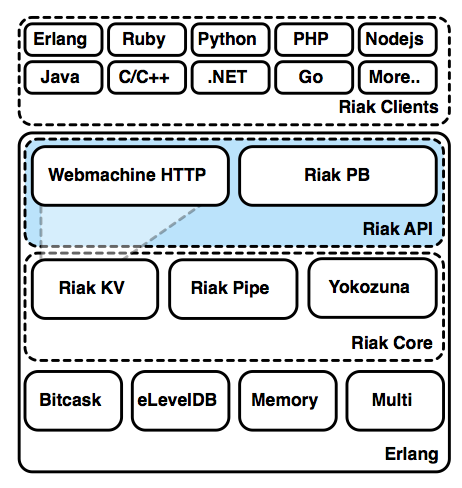 Erlang Ruby Python PHP Nodejs
Java C/C++ .NET Go More..
Riak Clients
Webmachine HTTP Riak PB
Riak API
Riak KV Riak Pipe Yokozuna
Riak Core
Bitcask eLevelDB Memory Multi
Erlang